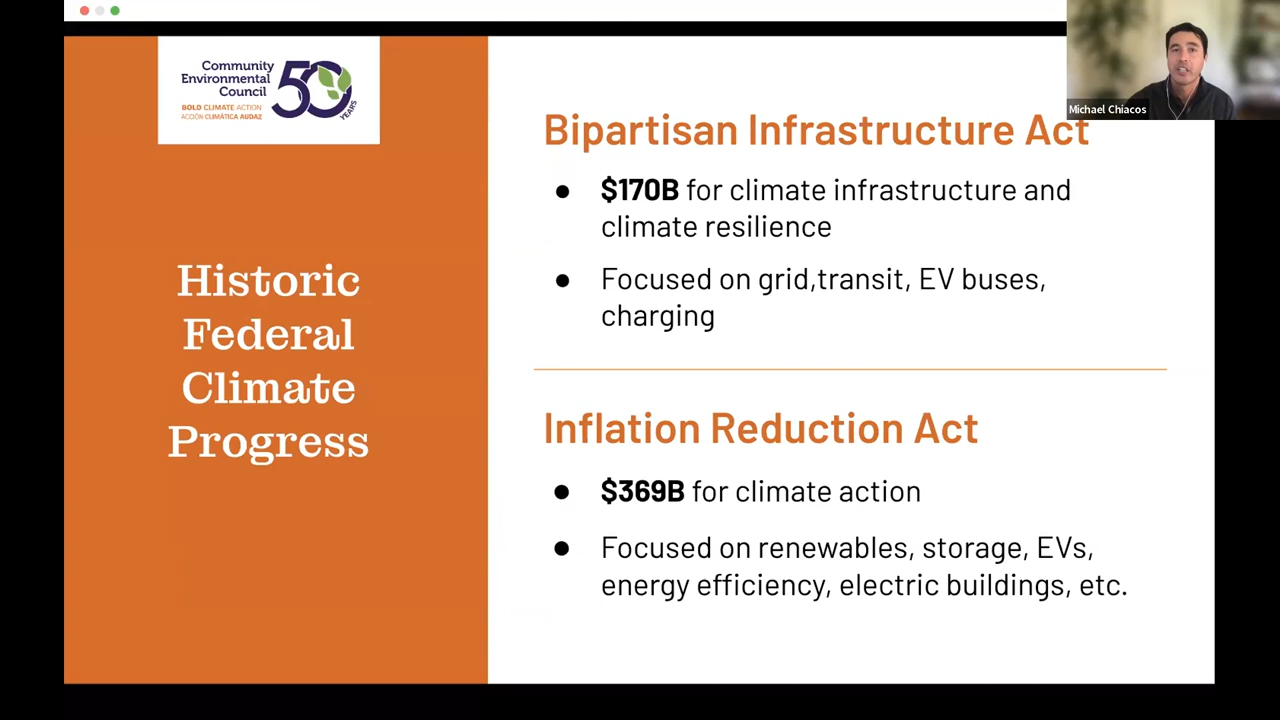 Community
Environmental
Council
BOLD CLIMATE ACTION
ACCIÓN CLIMÁTICA AUDAZ
50
YEARS
Michael Chiacos
Historic
Federal
Climate
Progress
Bipartisan Infrastructure Act
● $170B for climate infrastructure and
climate resilience
● Focused on grid,transit, EV buses,
charging
Inflation Reduction Act
● $369B for climate action
● Focused on renewables, storage, EVs,
energy efficiency, electric buildings, etc.